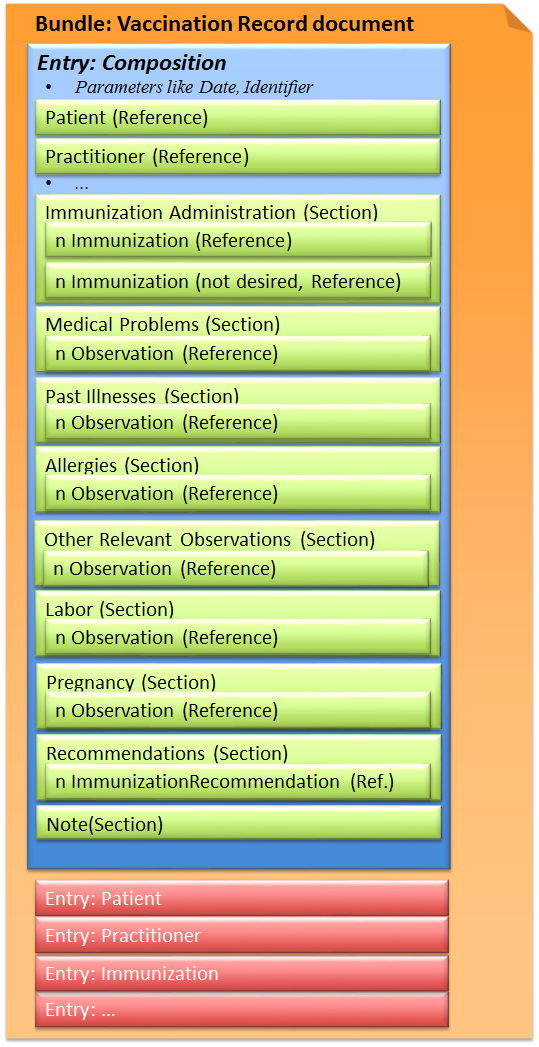 Bundle: Vaccination Record document
Entry: Composition
• Parameters like Date, Identifier
Patient (Reference)
Practitioner (Reference)
• ...
Immunization Administration (Section)
n Immunization (Reference)
n Immunization (not desired, Reference)
Medical Problems (Section)
n Observation (Reference)
Past Illnesses (Section)
n Observation (Reference)
Allergies (Section)
n Observation (Reference)
Other Relevant Observations (Section)
n Observation (Reference)
Labor (Section)
n Observation (Reference)
Pregnancy (Section)
n Observation (Reference)
Recommendations (Section)
n ImmunizationRecommendation (Ref.)
Note(Section)
Entry: Patient
Entry: Practitioner
Entry: Immunization
Entry: ...